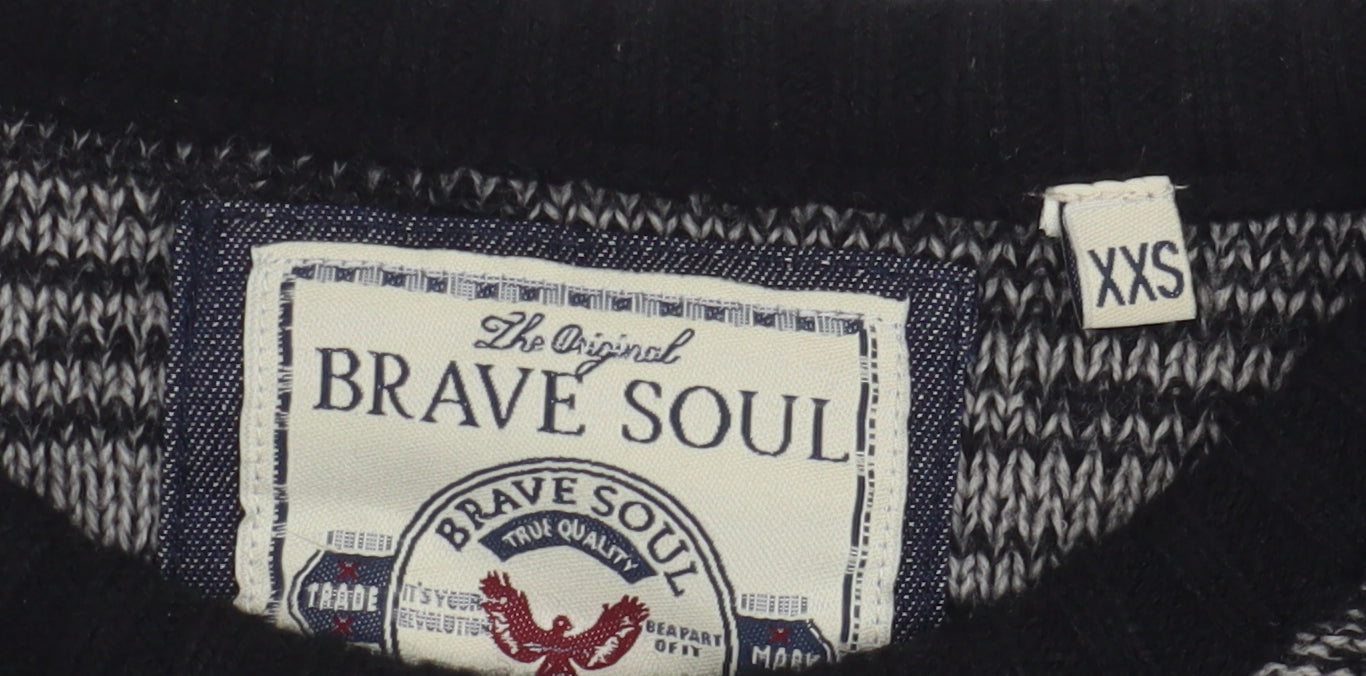 The Original
BRAVE SOUL
XXS
BRAVE SOUL
TRUE QUALITY
TRADE
IT'S YOUR
REVOLUTION
BE A PART
OF IT
MARK